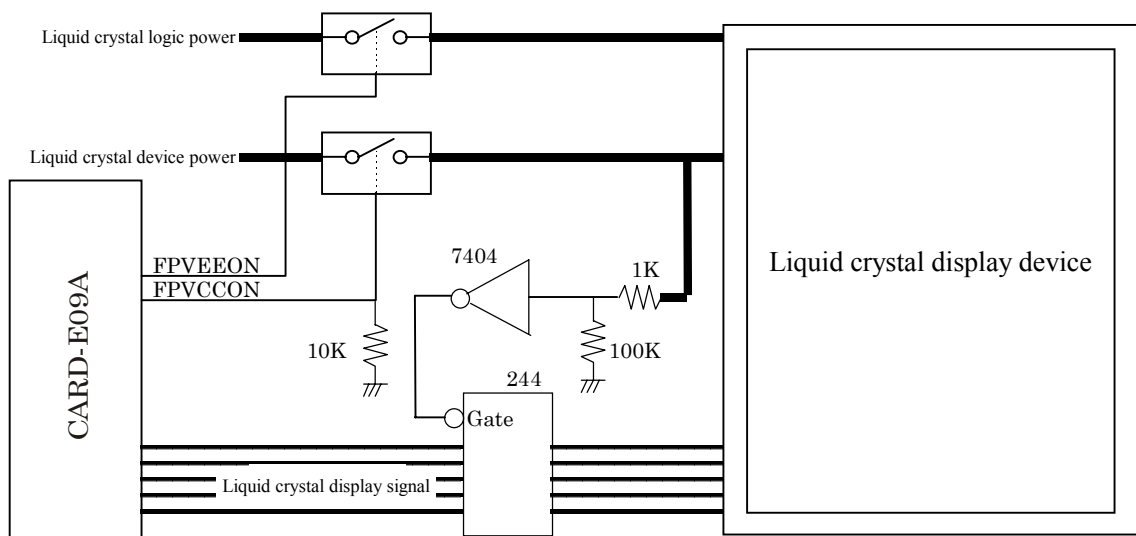 Liquid crystal logic power
Liquid crystal device power
FPVEEON
FPVCCON
CARD-E09A
7404
1K
10K
100K
244
Gate
Liquid crystal display signal
Liquid crystal display device